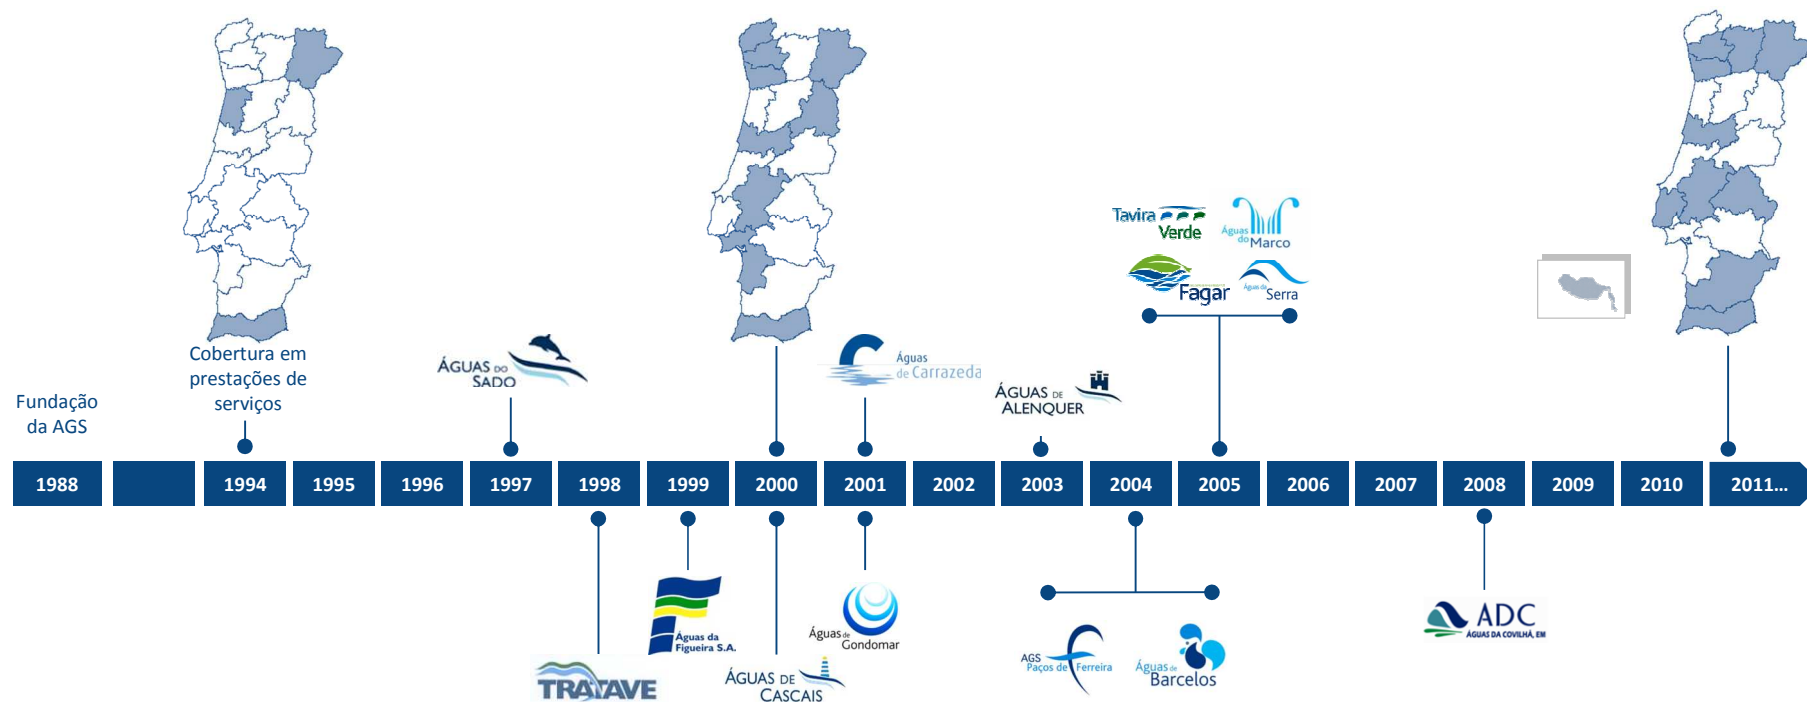 Fundação
da AGS
Cobertura em
prestações de
serviços
ÁGUAS DO
SADO
Águas
de Carrazeda
ÁGUAS DE
ALENQUER
Tavira
Verde
Águas
do Marco
Fagar
Águas da
Serra
1988
1994
1995
1996
1997
1998
1999
2000
2001
2002
2003
2004
2005
2006
2007
2008
2009
2010
2011...
TRATAVE
Águas da
Figueira S.A.
ÁGUAS DE
CASCAIS
Águas de
Gondomar
AGS
Paços de Ferreira
Águas de
Barcelos
ADC
ÁGUAS DA COVILHÃ, EM